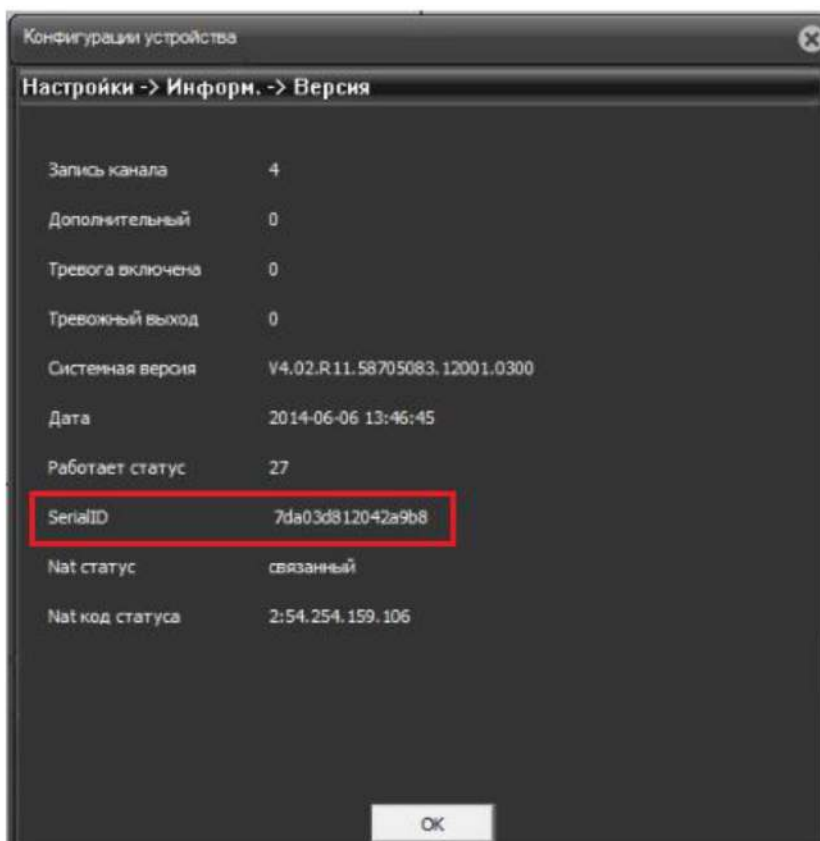 Конфигурации устройства
Настройки -> Информ. -> Версия
Запись канала 4
Дополнительный 0
Тревога включена 0
Тревожный выход 0
Системная версия V4.02.R11.58705083.12001.0300
Дата 2014-06-06 13:46:45
Работает статус 27
SerialID 7da03d812042a9b8
Nat статус связанный
Nat код статуса 2:54.254.159.106
OK